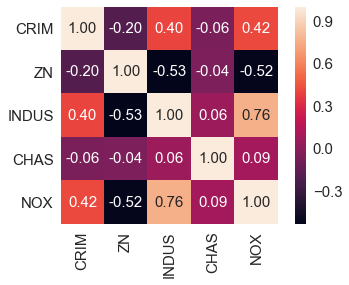 CRIM 1.00 -0.20 0.40 -0.06 0.42
ZN -0.20 1.00 -0.53 -0.04 -0.52
INDUS 0.40 -0.53 1.00 0.06 0.76
CHAS -0.06 -0.04 0.06 1.00 0.09
NOX 0.42 -0.52 0.76 0.09 1.00
CRIM ZN INDUS CHAS NOX
0.9
0.6
0.3
0.0
−0.3